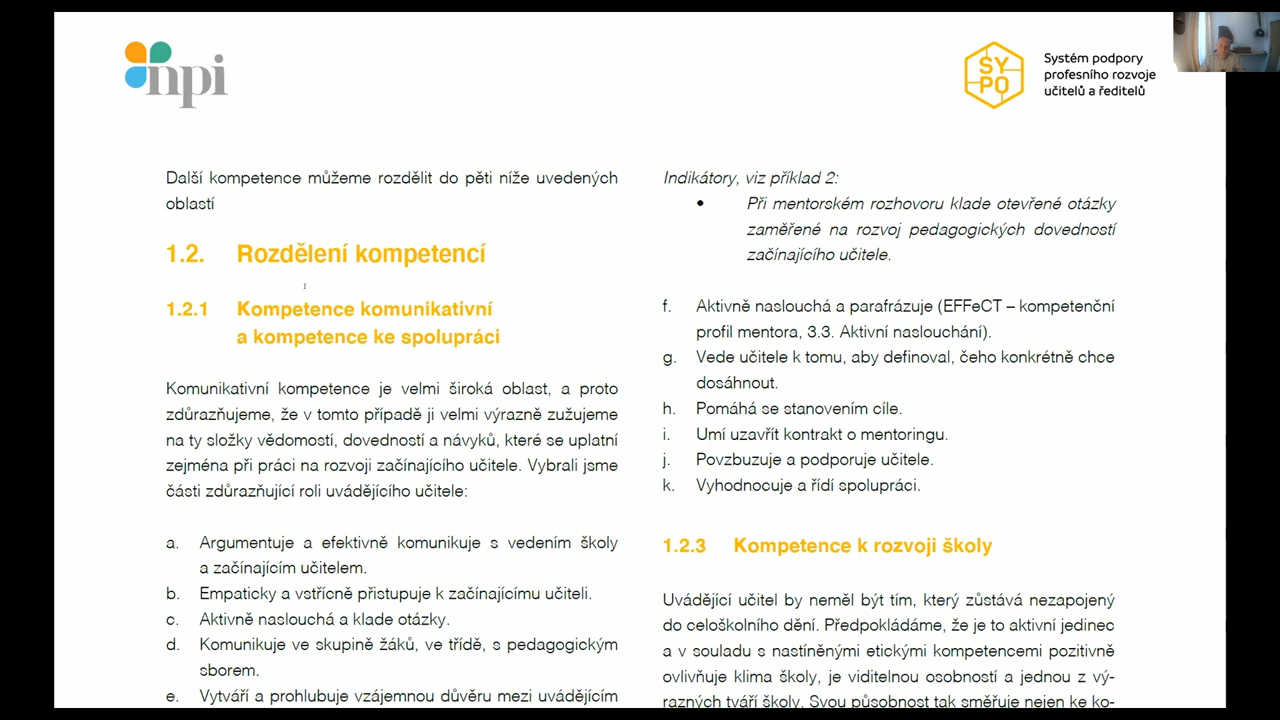 npi
SY
PO
Systém podpory
profesního rozvoje
učitelů a ředitelů
Další kompetence můžeme rozdělit do pěti níže uvedených
oblastí
1.2. Rozdělení kompetencí
1.2.1 Kompetence komunikativní
a kompetence ke spolupráci
Komunikativní kompetence je velmi široká oblast, a proto
zdůrazňujeme, že v tomto případě ji velmi výrazně zužujeme
na ty složky vědomostí, dovedností a návyků, které se uplatní
zejména při práci na rozvoji začínajícího učitele. Vybrali jsme
části zdůrazňující roli uvádějícího učitele:
a. Argumentuje a efektivně komunikuje s vedením školy
a začínajícím učitelem.
b. Empaticky a vstřícně přistupuje k začínajícímu učiteli.
c. Aktivně naslouchá a klade otázky.
d. Komunikuje ve skupině žáků, ve třídě, s pedagogickým
sborem.
e. Vytváří a prohlubuje vzájemnou důvěru mezi uvádějícím
Indikátory, viz příklad 2:
• Při mentorském rozhovoru klade otevřené otázky
zaměřené na rozvoj pedagogických dovedností
začínajícího učitele.
f. Aktivně naslouchá a parafrázuje (EFFeCT – kompetenční
profil mentora, 3.3. Aktivní naslouchání).
g. Vede učitele k tomu, aby definoval, čeho konkrétně chce
dosáhnout.
h. Pomáhá se stanovením cíle.
i. Umí uzavřít kontrakt o mentoringu.
j. Povzbuzuje a podporuje učitele.
k. Vyhodnocuje a řídí spolupráci.
1.2.3 Kompetence k rozvoji školy
Uvádějící učitel by neměl být tím, který zůstává nezapojený
do celoškolního dění. Předpokládáme, že je to aktivní jedinec
a v souladu s nastíněnými etickými kompetencemi pozitivně
ovlivňuje klima školy, je viditelnou osobností a jednou z vý-
razných tváří školy. Svou působnost tak směřuje nejen ke ko-